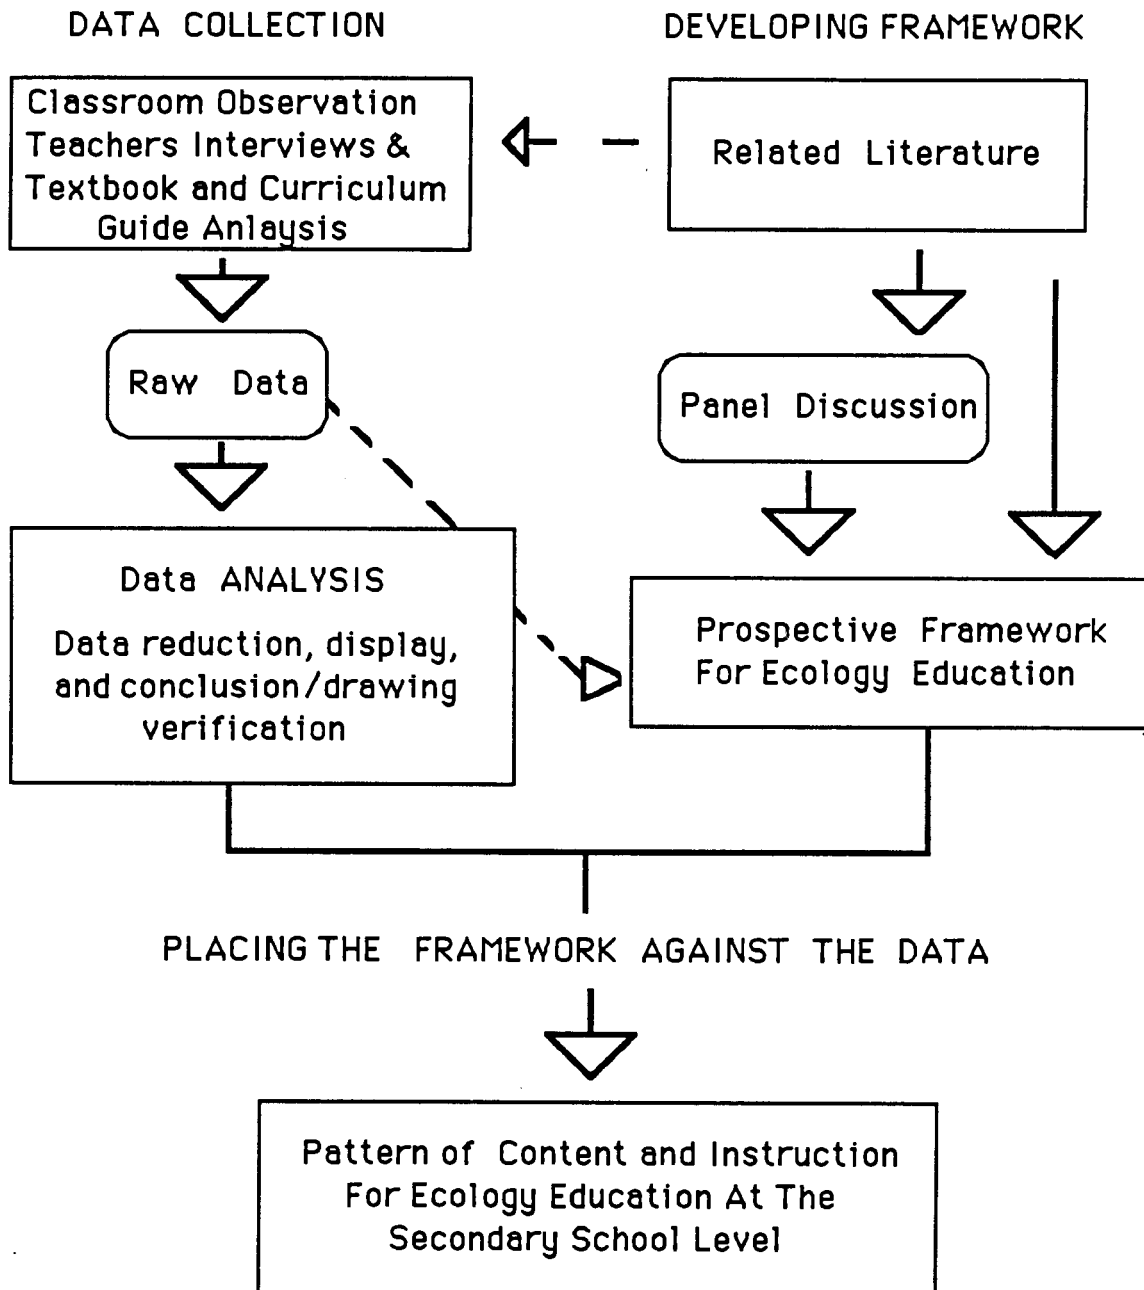 DATA COLLECTION
Classroom Observation
Teachers Interviews &
Textbook and Curriculum
Guide Anlaysis
Raw Data
Data ANALYSIS
Data reduction, display,
and conclusion/drawing
verification
DEVELOPING FRAMEWORK
Related Literature
Panel Discussion
Prospective Framework
For Ecology Education
PLACING THE FRAMEWORK AGAINST THE DATA
Pattern of Content and Instruction
For Ecology Education At The
Secondary School Level